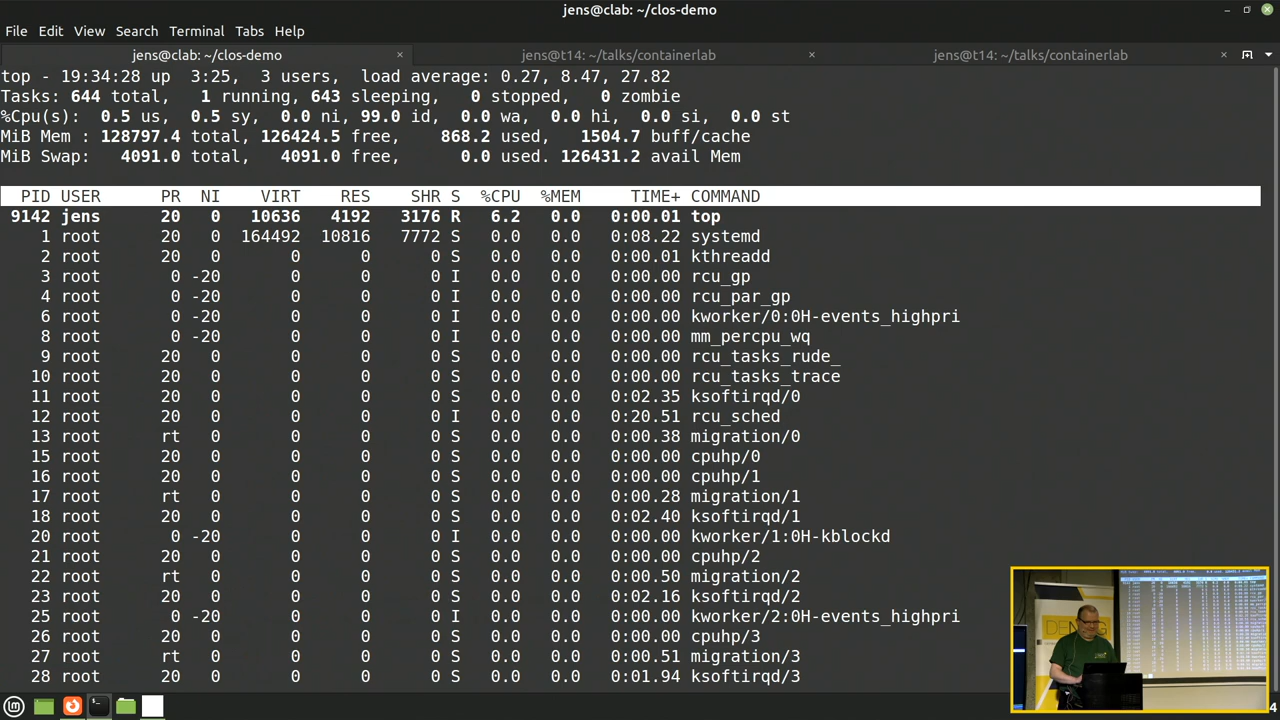 jens@clab: ~/clos-demo
File Edit View Search Terminal Tabs Help
jens@clab: ~/clos-demo × jens@t14: ~/talks/containerlab × jens@t14: ~/talks/containerlab ×
top - 19:34:28 up 3:25, 3 users, load average: 0.27, 8.47, 27.82
Tasks: 644 total, 1 running, 643 sleeping, 0 stopped, 0 zombie
%Cpu(s): 0.5 us, 0.5 sy, 0.0 ni, 99.0 id, 0.0 wa, 0.0 hi, 0.0 si, 0.0 st
MiB Mem : 128797.4 total, 126424.5 free, 868.2 used, 1504.7 buff/cache
MiB Swap: 4091.0 total, 4091.0 free, 0.0 used. 126431.2 avail Mem
PID USER PR NI VIRT RES SHR S %CPU %MEM TIME+ COMMAND
9142 jens 20 0 10636 4192 3176 R 6.2 0.0 0:00.01 top
1 root 20 0 164492 10816 7772 S 0.0 0.0 0:08.22 systemd
2 root 20 0 0 0 0 S 0.0 0.0 0:00.01 kthreadd
3 root 0 -20 0 0 0 I 0.0 0.0 0:00.00 rcu_gp
4 root 0 -20 0 0 0 I 0.0 0.0 0:00.00 rcu_par_gp
6 root 0 -20 0 0 0 I 0.0 0.0 0:00.00 kworker/0:0H-events_highpri
8 root 0 -20 0 0 0 I 0.0 0.0 0:00.00 mm_percpu_wq
9 root 20 0 0 0 0 S 0.0 0.0 0:00.00 rcu_tasks_rude_
10 root 20 0 0 0 0 S 0.0 0.0 0:00.00 rcu_tasks_trace
11 root 20 0 0 0 0 S 0.0 0.0 0:02.35 ksoftirqd/0
12 root 20 0 0 0 0 I 0.0 0.0 0:20.51 rcu_sched
13 root rt 0 0 0 0 S 0.0 0.0 0:00.38 migration/0
15 root 20 0 0 0 0 S 0.0 0.0 0:00.00 cpuhp/0
16 root 20 0 0 0 0 S 0.0 0.0 0:00.00 cpuhp/1
17 root rt 0 0 0 0 S 0.0 0.0 0:00.28 migration/1
18 root 20 0 0 0 0 S 0.0 0.0 0:02.40 ksoftirqd/1
20 root 0 -20 0 0 0 I 0.0 0.0 0:00.00 kworker/1:0H-kblockd
21 root 20 0 0 0 0 S 0.0 0.0 0:00.00 cpuhp/2
22 root rt 0 0 0 0 S 0.0 0.0 0:00.50 migration/2
23 root 20 0 0 0 0 S 0.0 0.0 0:02.16 ksoftirqd/2
25 root 0 -20 0 0 0 I 0.0 0.0 0:00.00 kworker/2:0H-events_highpri
26 root 20 0 0 0 0 S 0.0 0.0 0:00.00 cpuhp/3
27 root rt 0 0 0 0 S 0.0 0.0 0:00.51 migration/3
28 root 20 0 0 0 0 S 0.0 0.0 0:01.94 ksoftirqd/3